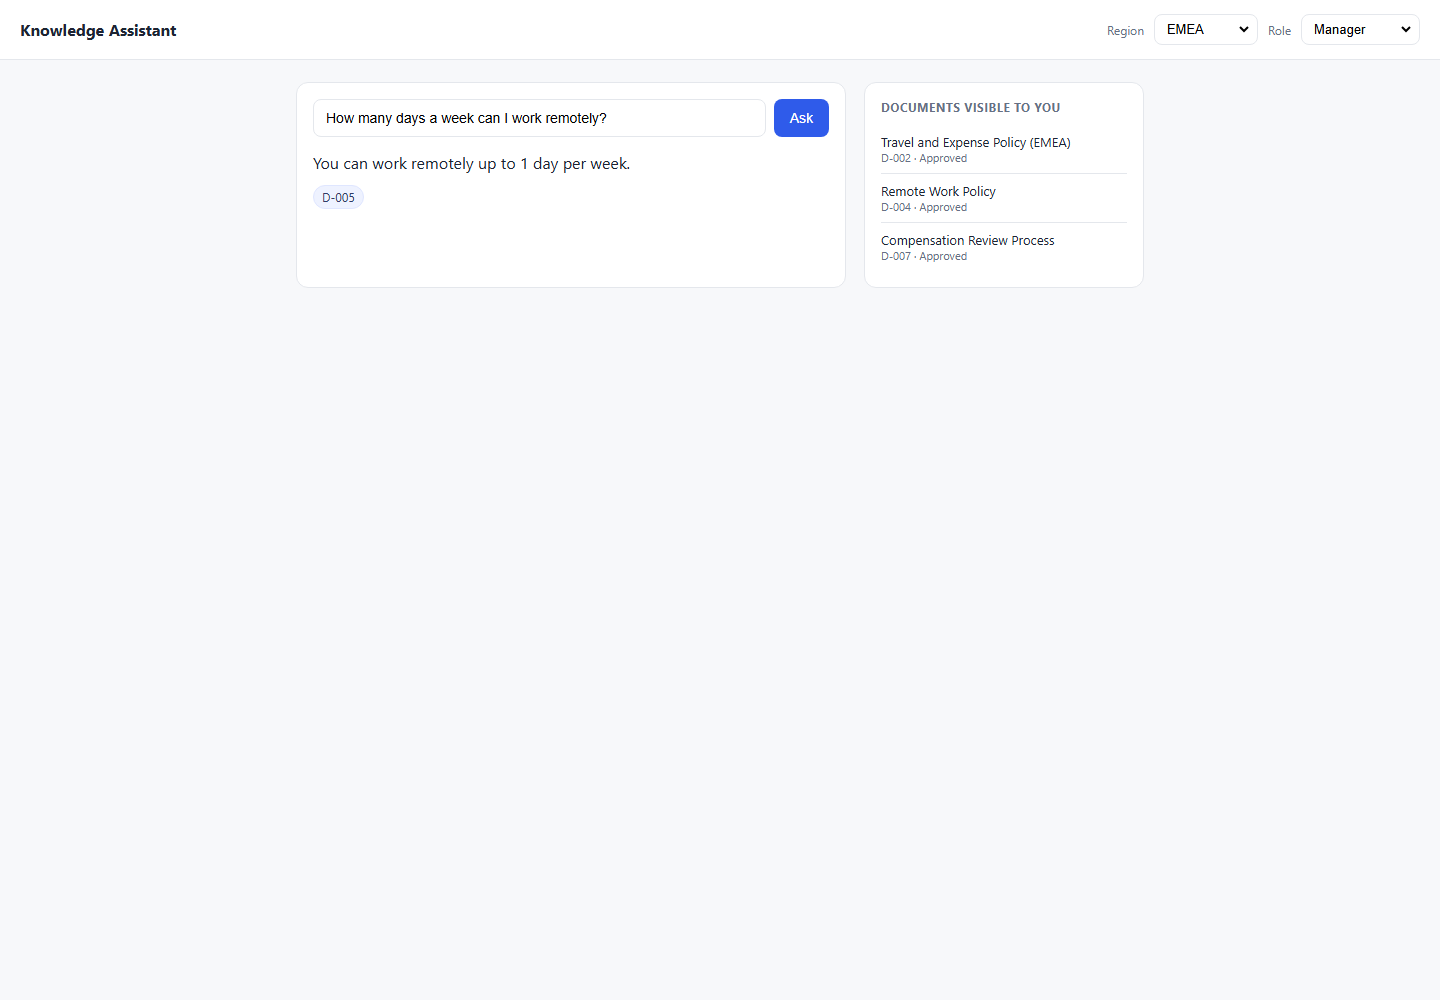 Knowledge Assistant
Region
EMEA
Role
Manager
How many days a week can I work remotely?
Ask
You can work remotely up to 1 day per week.
D-005
DOCUMENTS VISIBLE TO YOU
Travel and Expense Policy (EMEA)
D-002 · Approved
Remote Work Policy
D-004 · Approved
Compensation Review Process
D-007 · Approved